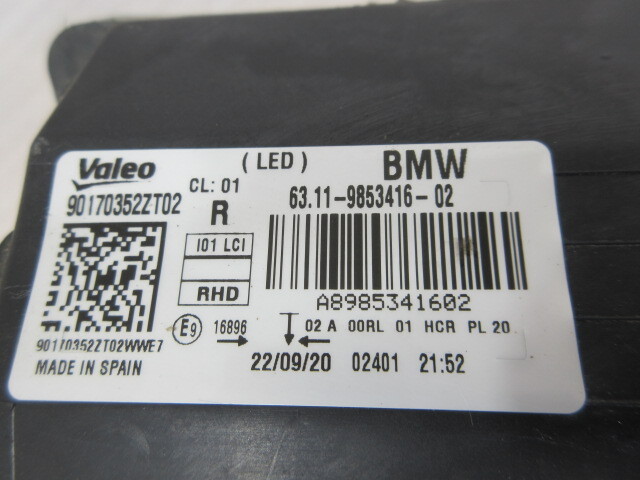 Valeo (LED) BMW
90170352ZT02 CL: 01 63.11-9853416-02
R
I01 LCI
RHD
A8985341602
E9 16896 02 A 00RL 01 HCR PL 20
90170352ZT02WWE7
MADE IN SPAIN 22/09/20 02401 21:52